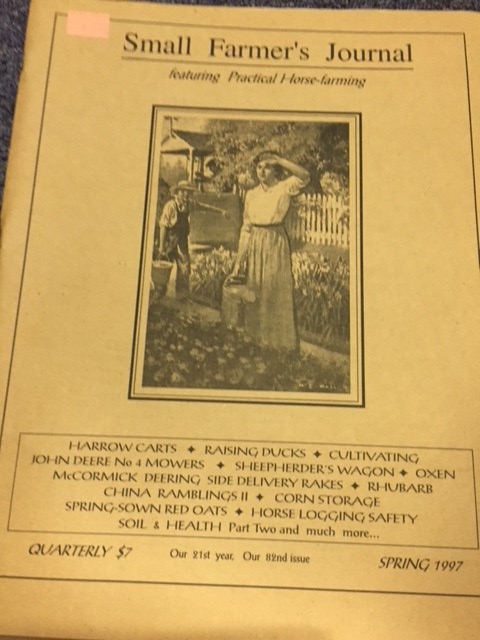 Small Farmer's Journal
featuring Practical Horse-farming
HARROW CARTS ✦ RAISING DUCKS ✦ CULTIVATING
JOHN DEERE No 4 MOWERS ✦ SHEEPHERDER'S WAGON ✦ OXEN
McCORMICK DEERING SIDE DELIVERY RAKES ✦ RHUBARB
CHINA RAMBLINGS II ✦ CORN STORAGE
SPRING-SOWN RED OATS ✦ HORSE LOGGING SAFETY
SOIL & HEALTH Part Two and much more...
QUARTERLY $7 Our 21st year, Our 82nd issue SPRING 1997